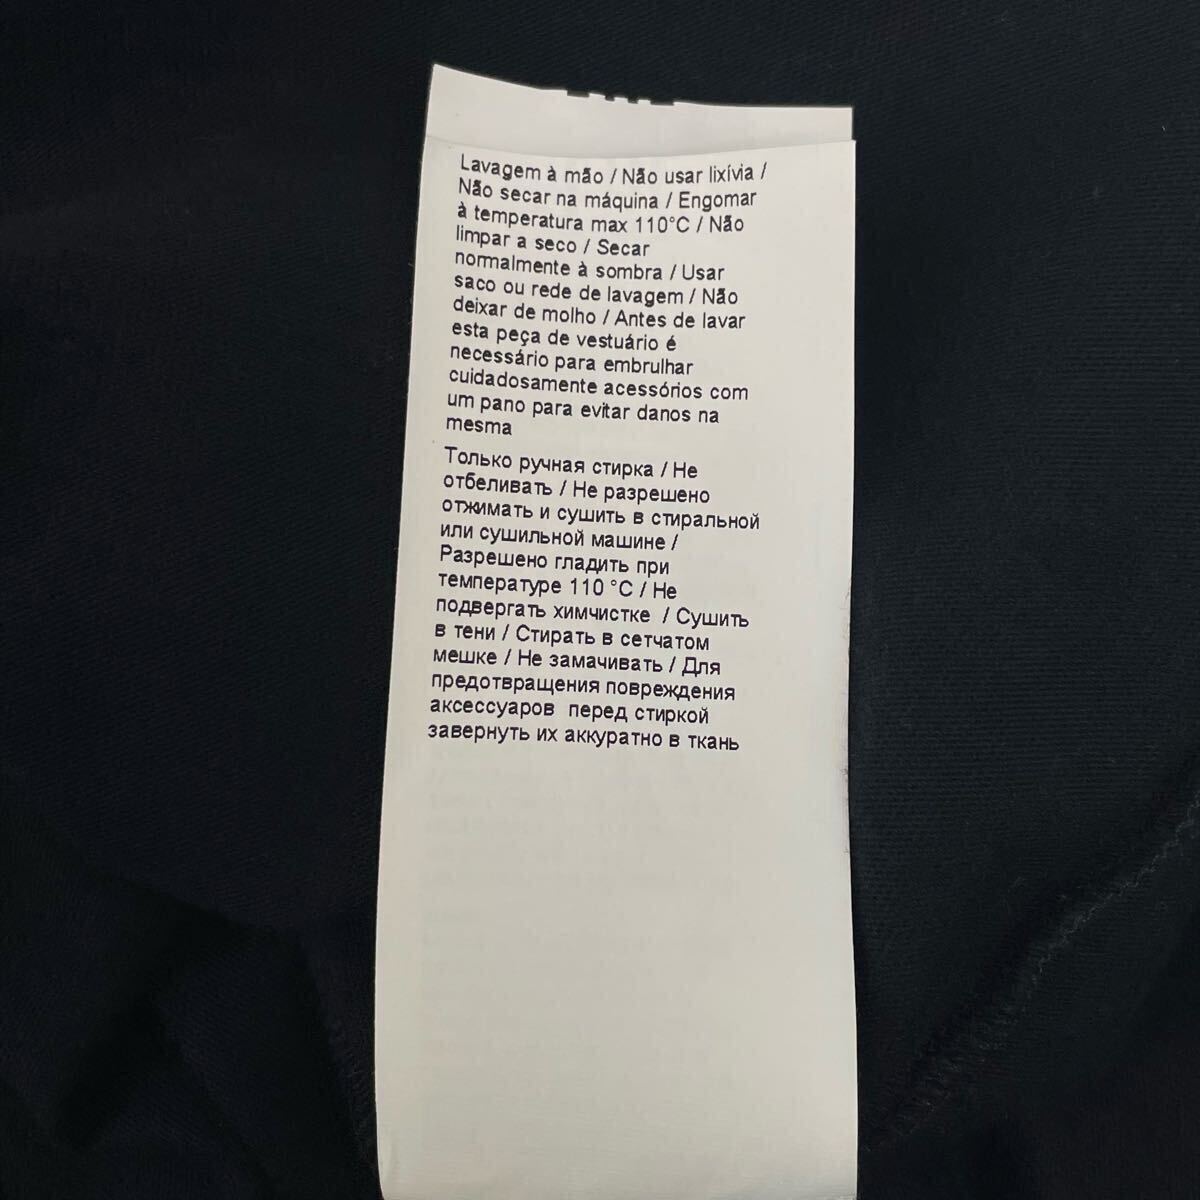 Lavagem à mão / Não usar lixívia /
Não secar na máquina / Engomar
à temperatura max 110°C / Não
limpar a seco / Secar
normalmente à sombra / Usar
saco ou rede de lavagem / Não
deixar de molho / Antes de lavar
esta peça de vestuário é
necessário para embrulhar
cuidadosamente acessórios com
um pano para evitar danos na
mesma
Только ручная стирка / Не
отбеливать / Не разрешено
отжимать и сушить в стиральной
или сушильной машине /
Разрешено гладить при
температуре 110 °C / Не
подвергать химчистке / Сушить
в тени / Стирать в сетчатом
мешке / Не замачивать / Для
предотвращения повреждения
аксессуаров перед стиркой
завернуть их аккуратно в ткань